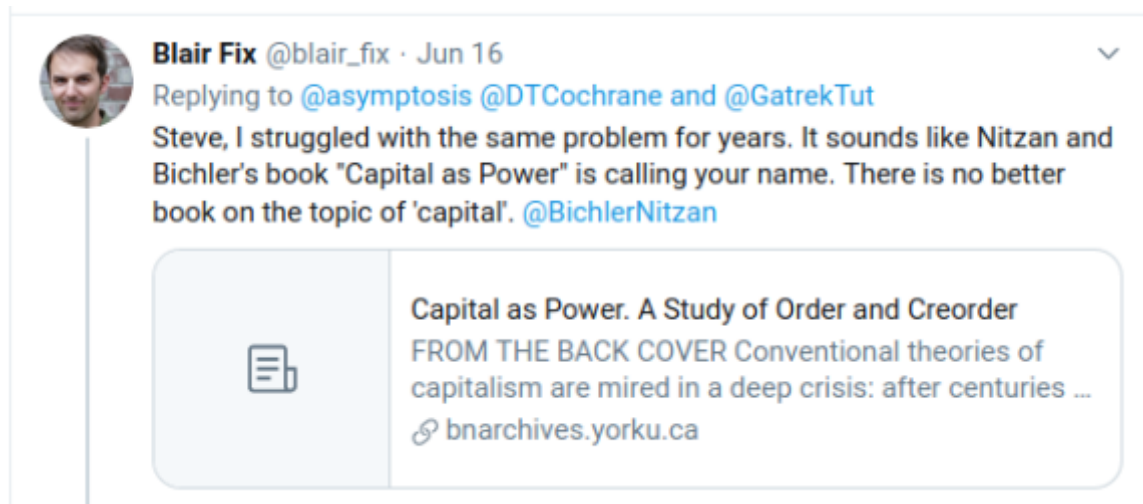 Blair Fix @blair_fix · Jun 16
Replying to @asymptosis @DTCochrane and @GatrekTut
Steve, I struggled with the same problem for years. It sounds like Nitzan and
Bichler's book "Capital as Power" is calling your name. There is no better
book on the topic of 'capital'. @BichlerNitzan
Capital as Power. A Study of Order and Creorder
FROM THE BACK COVER Conventional theories of
capitalism are mired in a deep crisis: after centuries ...
bnarchives.yorku.ca